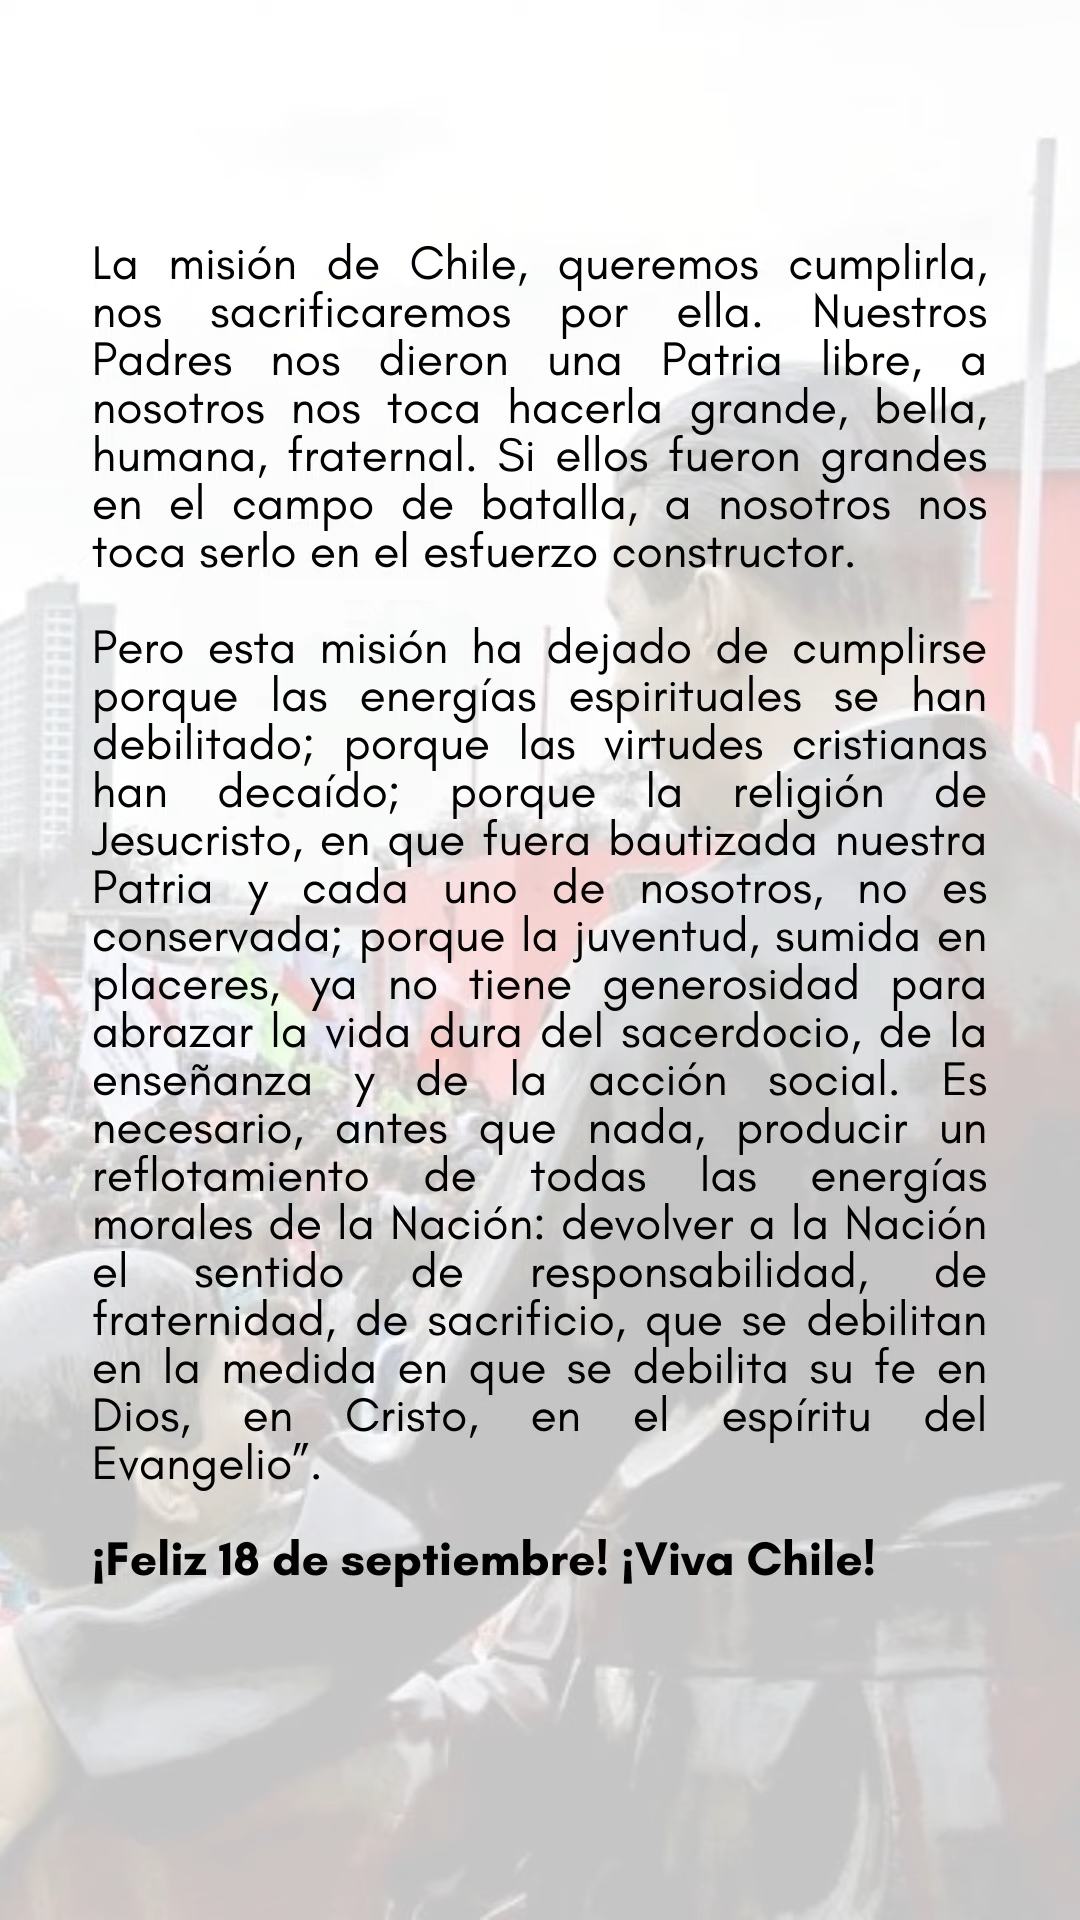 La misión de Chile, queremos cumplirla,
nos sacrificaremos por ella. Nuestros
Padres nos dieron una Patria libre, a
nosotros nos toca hacerla grande, bella,
humana, fraternal. Si ellos fueron grandes
en el campo de batalla, a nosotros nos
toca serlo en el esfuerzo constructor.
Pero esta misión ha dejado de cumplirse
porque las energías espirituales se han
debilitado; porque las virtudes cristianas
han decaído; porque la religión de
Jesucristo, en que fuera bautizada nuestra
Patria y cada uno de nosotros, no es
conservada; porque la juventud, sumida en
placeres, ya no tiene generosidad para
abrazar la vida dura del sacerdocio, de la
enseñanza y de la acción social. Es
necesario, antes que nada, producir un
reflotamiento de todas las energías
morales de la Nación: devolver a la Nación
el sentido de responsabilidad, de
fraternidad, de sacrificio, que se debilitan
en la medida en que se debilita su fe en
Dios, en Cristo, en el espíritu del
Evangelio”.
¡Feliz 18 de septiembre! ¡Viva Chile!